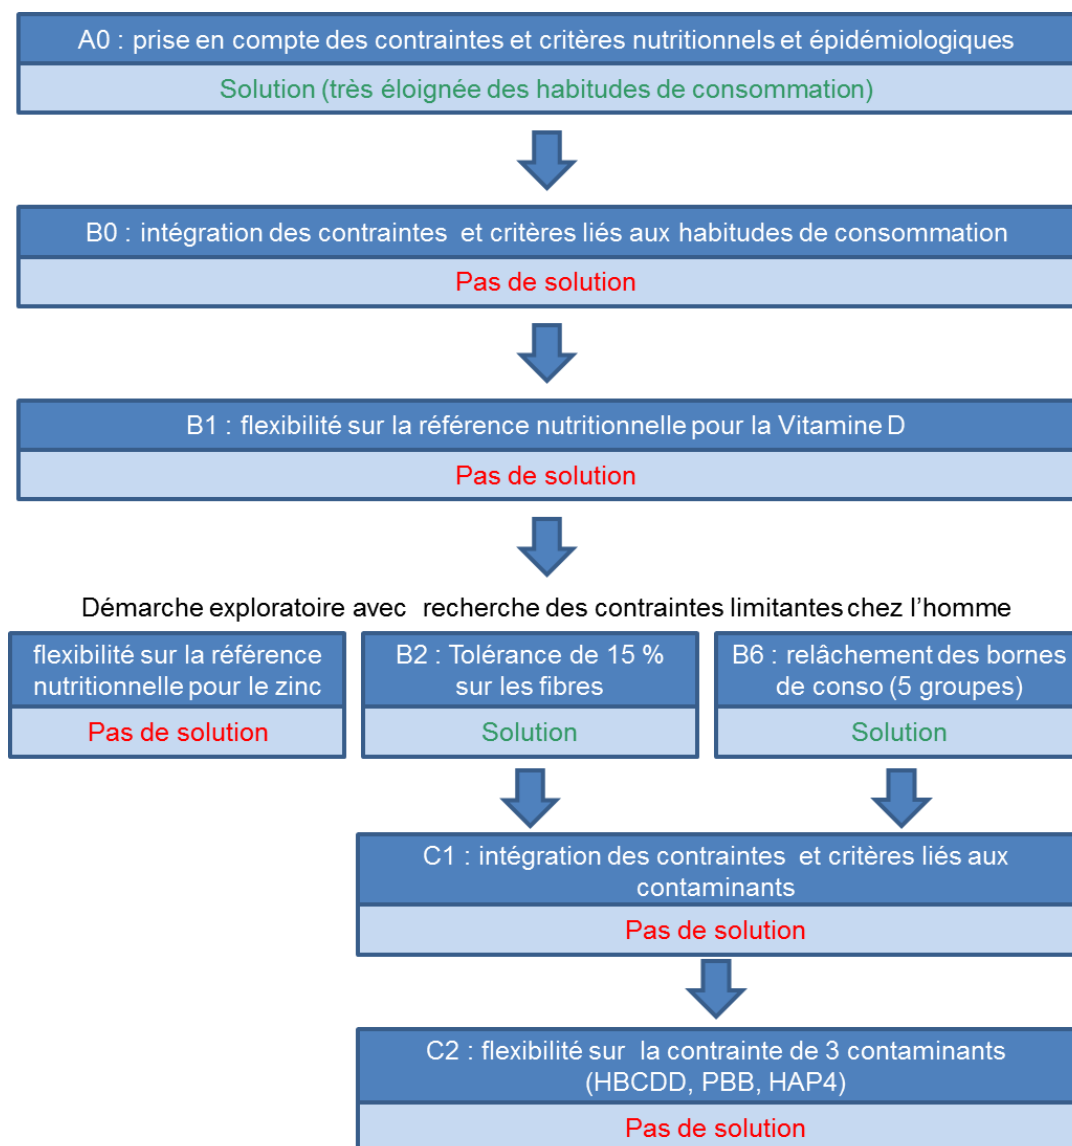 A0 : prise en compte des contraintes et critères nutritionnels et épidémiologiques
Solution (très éloignée des habitudes de consommation)
B0 : intégration des contraintes et critères liés aux habitudes de consommation
Pas de solution
B1 : flexibilité sur la référence nutritionnelle pour la Vitamine D
Pas de solution
Démarche exploratoire avec recherche des contraintes limitantes chez l'homme
flexibilité sur la référence
nutritionnelle pour le zinc
Pas de solution
B2 : Tolérance de 15 %
sur les fibres
Solution
B6 : relâchement des bornes
de conso (5 groupes)
Solution
C1 : intégration des contraintes et critères liés aux
contaminants
Pas de solution
C2 : flexibilité sur la contrainte de 3 contaminants
(HBCDD, PBB, HAP4)
Pas de solution